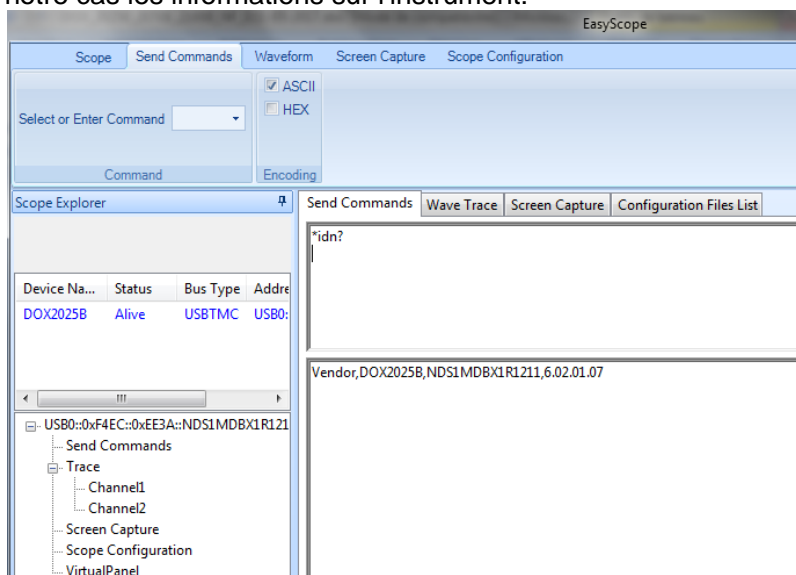 notre cas les informations sur l'instrument.
EasyScope
Scope Send Commands Waveform Screen Capture Scope Configuration
ASCII
HEX
Select or Enter Command
Command Encoding
Scope Explorer
Send Commands Wave Trace Screen Capture Configuration Files List
*idn?
Device Na... Status Bus Type Addre
DOX2025B Alive USBTMC USB0:
Vendor,DOX2025B,NDS1MDBX1R1211,6.02.01.07
USB0::0xF4EC::0xEE3A::NDS1MDBX1R121
Send Commands
Trace
Channel1
Channel2
Screen Capture
Scope Configuration
VirtualPanel